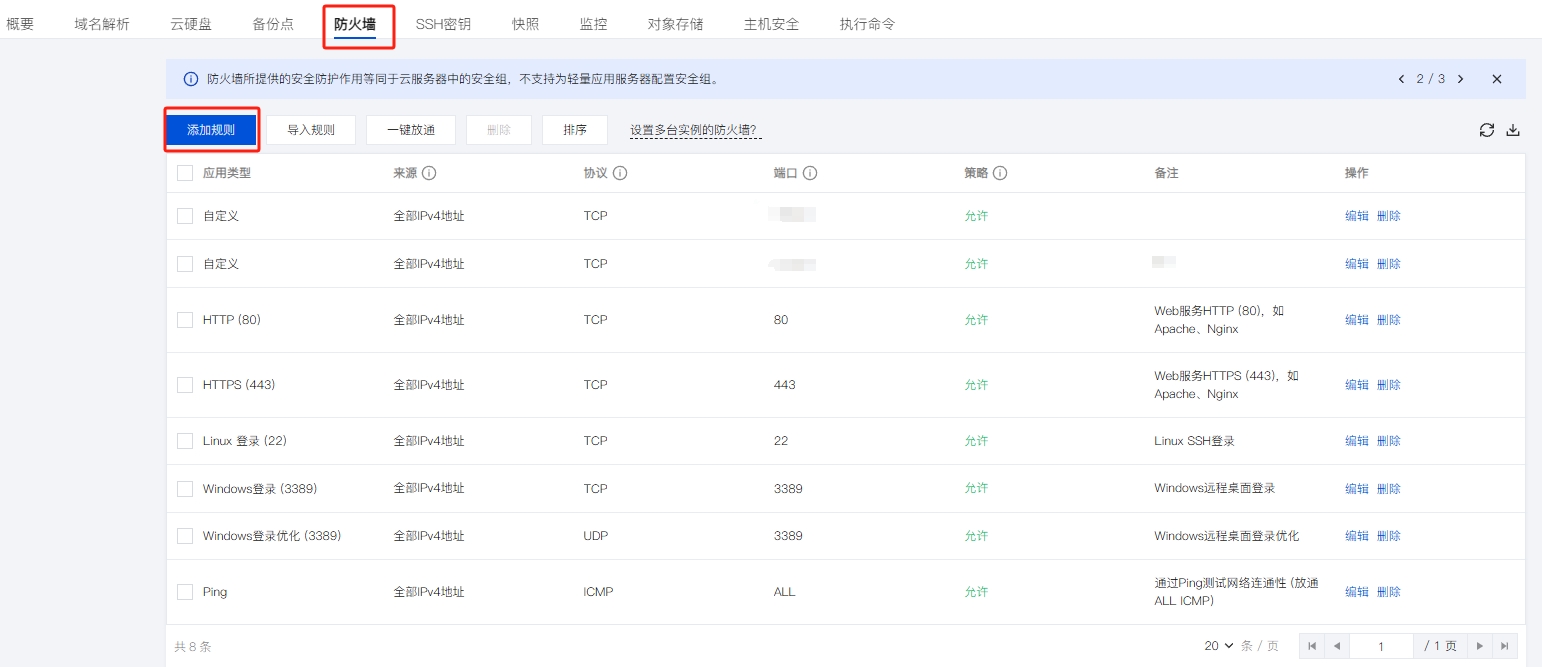 概要 域名解析 云硬盘 备份点 防火墙 SSH密钥 快照 监控 对象存储 主机安全 执行命令
防火墙所提供的安全防护作用等同于云服务器中的安全组，不支持为轻量应用服务器配置安全组。 2 / 3
添加规则 导入规则 一键放通 删除 排序 设置多台实例的防火墙?
应用类型 来源 协议 端口 策略 备注 操作
自定义 全部IPv4地址 TCP 允许 编辑 删除
自定义 全部IPv4地址 TCP 允许 编辑 删除
HTTP (80) 全部IPv4地址 TCP 80 允许 Web服务HTTP (80)，如 编辑 删除
Apache、Nginx
HTTPS (443) 全部IPv4地址 TCP 443 允许 Web服务HTTPS (443)，如 编辑 删除
Apache、Nginx
Linux 登录 (22) 全部IPv4地址 TCP 22 允许 Linux SSH登录 编辑 删除
Windows登录 (3389) 全部IPv4地址 TCP 3389 允许 Windows远程桌面登录 编辑 删除
Windows登录优化 (3389) 全部IPv4地址 UDP 3389 允许 Windows远程桌面登录优化 编辑 删除
Ping 全部IPv4地址 ICMP ALL 允许 通过Ping测试网络连通性 (放通 编辑 删除
ALL ICMP)
共 8 条 20 条 / 页 1 / 1 页